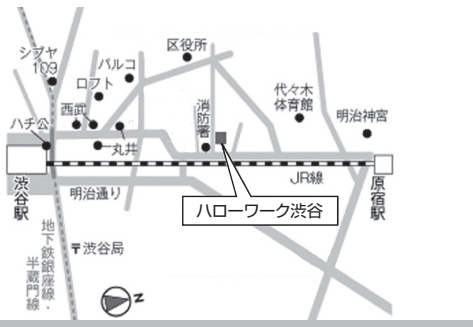 シブヤ
109
パルコ
ロフト
西武
ハチ公
丸井
区役所
消防署
代々木
体育館
明治神宮
渋谷駅
明治通り
JR線
原宿駅
ハローワーク渋谷
〒渋谷局
地下鉄銀座線・
半蔵門線
N